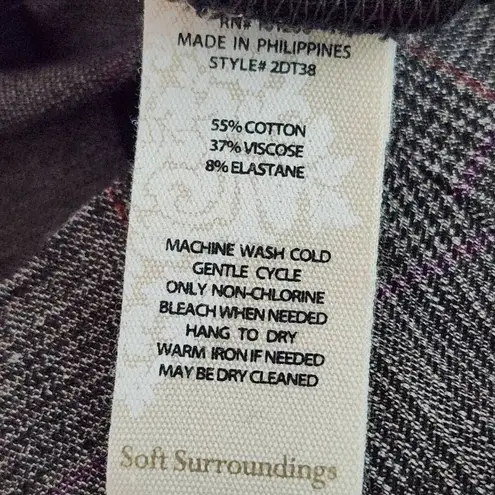 RN#
MADE IN PHILIPPINES
STYLE# 2DT38
55% COTTON
37% VISCOSE
8% ELASTANE
MACHINE WASH COLD
GENTLE CYCLE
ONLY NON-CHLORINE
BLEACH WHEN NEEDED
HANG TO DRY
WARM IRON IF NEEDED
MAY BE DRY CLEANED
Soft Surroundings